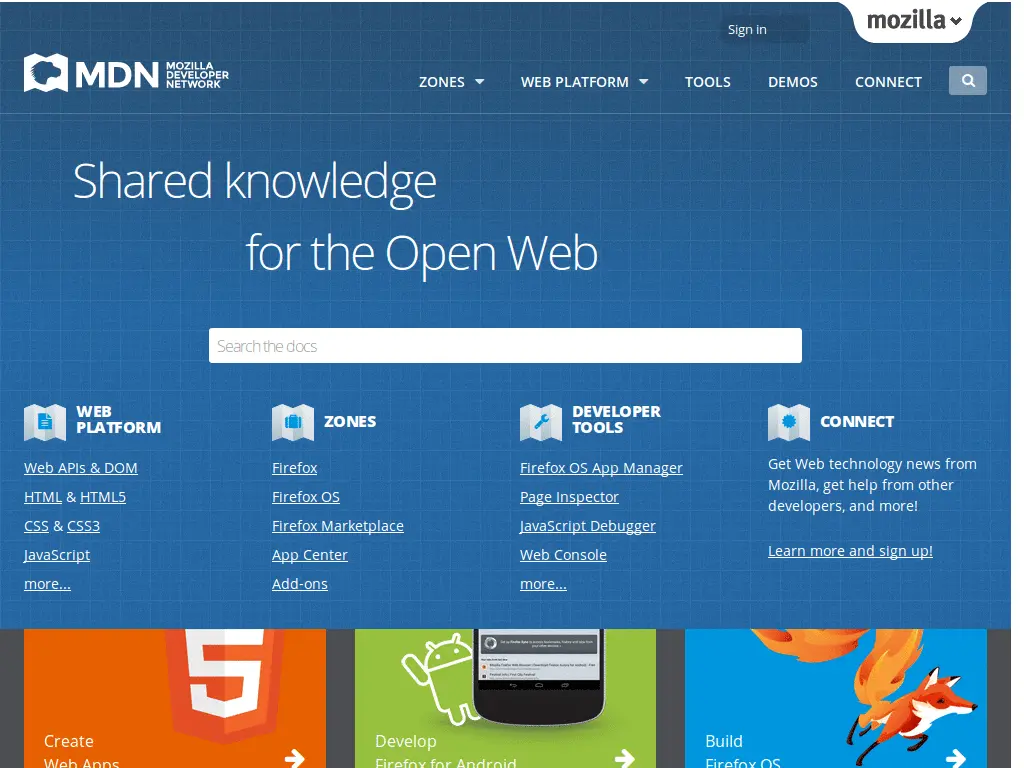 Sign in
mozilla
MDN MOZILLA
DEVELOPER
NETWORK
ZONES
WEB PLATFORM
TOOLS
DEMOS
CONNECT
Shared knowledge
for the Open Web
Search the docs
WEB
PLATFORM
Web APIs & DOM
HTML & HTML5
CSS & CSS3
JavaScript
more...
ZONES
Firefox
Firefox OS
Firefox Marketplace
App Center
Add-ons
DEVELOPER
TOOLS
Firefox OS App Manager
Page Inspector
JavaScript Debugger
Web Console
more...
CONNECT
Get Web technology news from
Mozilla, get help from other
developers, and more!
Learn more and sign up!
5
Create
Web Apps
Develop
Firefox for Android
Build
Firefox OS